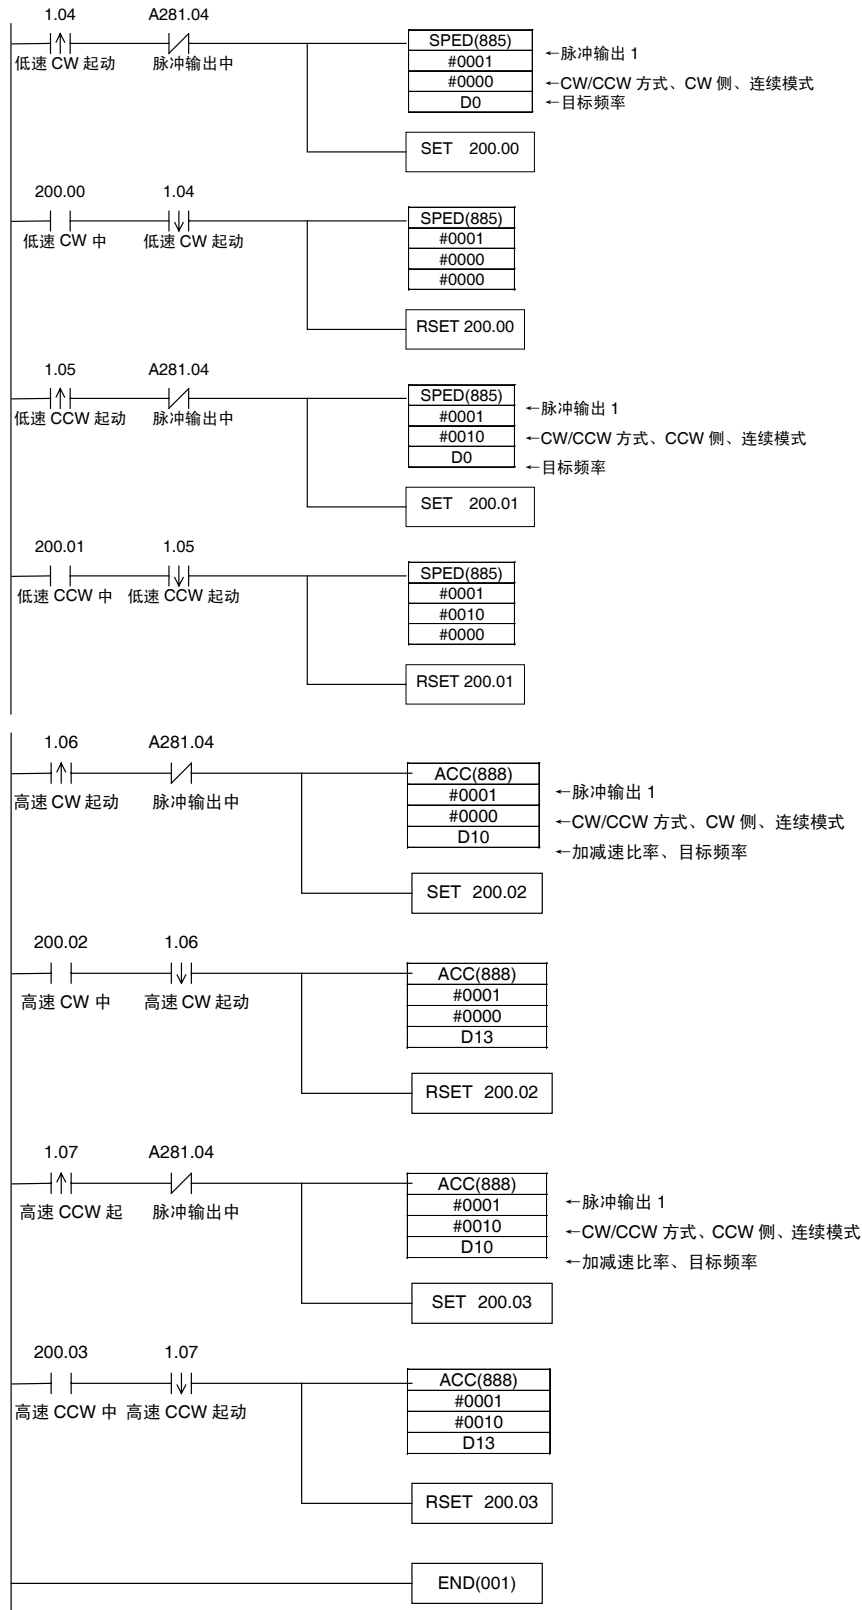 1.04 A281.04
低速 CW 起动 脉冲输出中
SPED(885)
#0001
#0000
D0
←脉冲输出 1
←CW/CCW 方式、CW 侧、连续模式
←目标频率
SET 200.00
200.00 1.04
低速 CW 中 低速 CW 起动
SPED(885)
#0001
#0000
#0000
RSET 200.00
1.05 A281.04
低速 CCW 起动 脉冲输出中
SPED(885)
#0001
#0010
D0
←脉冲输出 1
←CW/CCW 方式、CCW 侧、连续模式
←目标频率
SET 200.01
200.01 1.05
低速 CCW 中 低速 CCW 起动
SPED(885)
#0001
#0010
#0000
RSET 200.01
1.06 A281.04
高速 CW 起动 脉冲输出中
ACC(888)
#0001
#0000
D10
←脉冲输出 1
←CW/CCW 方式、CW 侧、连续模式
←加减速比率、目标频率
SET 200.02
200.02 1.06
高速 CW 中 高速 CW 起动
ACC(888)
#0001
#0000
D13
RSET 200.02
1.07 A281.04
高速 CCW 起 脉冲输出中
ACC(888)
#0001
#0010
D10
←脉冲输出 1
←CW/CCW 方式、CCW 侧、连续模式
←加减速比率、目标频率
SET 200.03
200.03 1.07
高速 CCW 中 高速 CCW 起动
ACC(888)
#0001
#0010
D13
RSET 200.03
END(001)